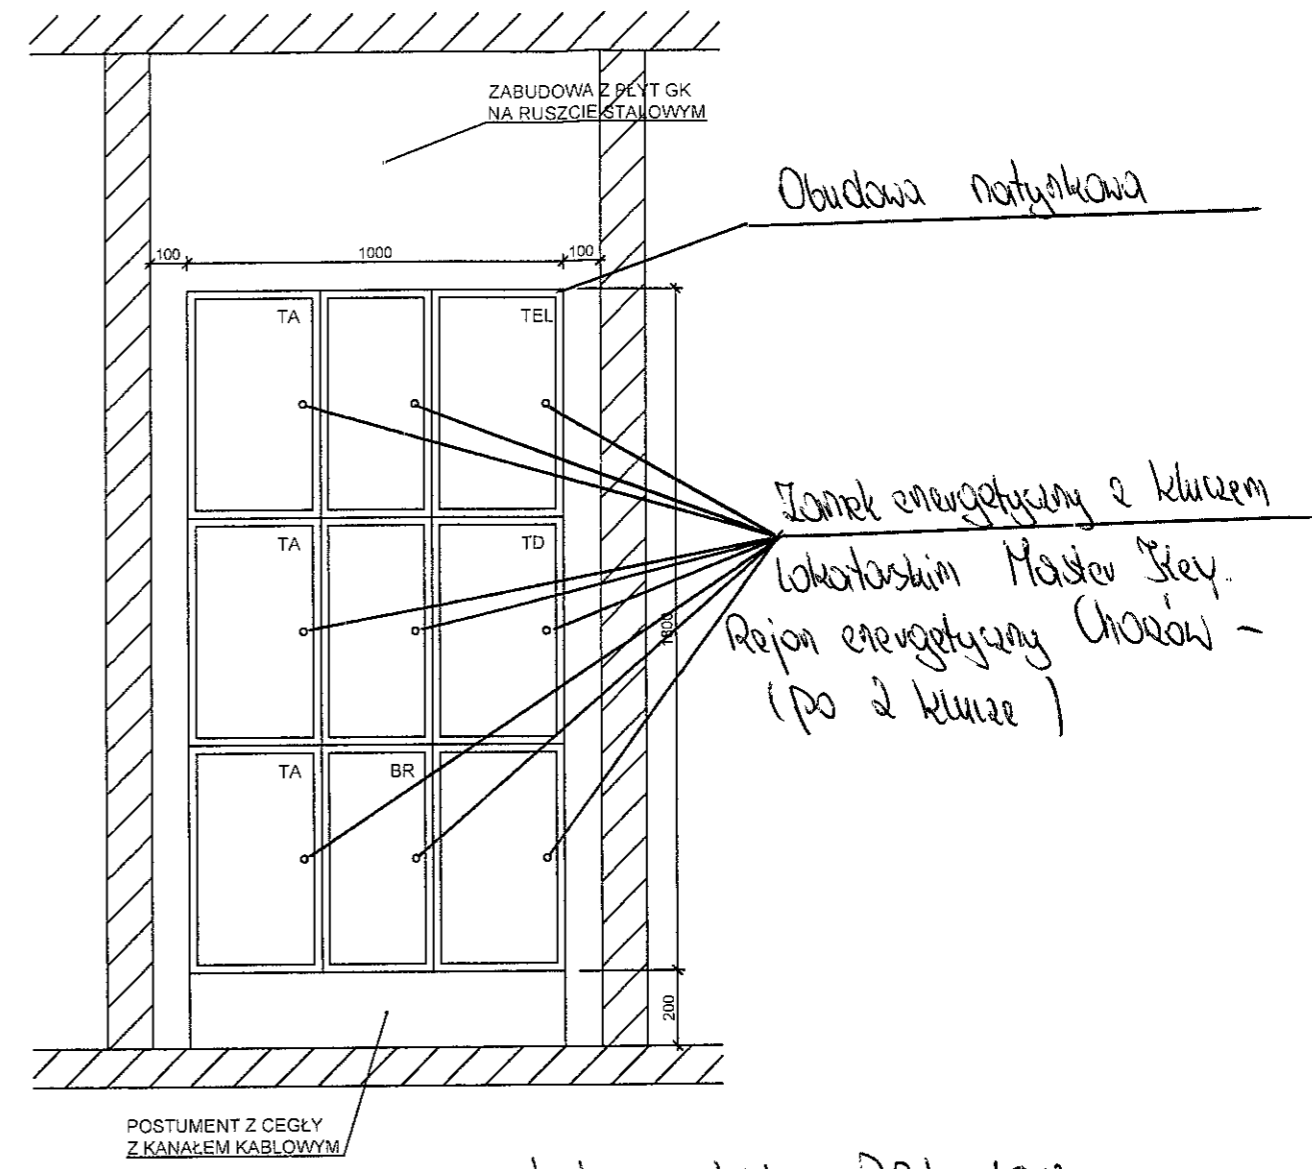 ZABUDOWA Z PŁYT GK
NA RUSZCIE STALOWYM
Obudowa natynkowa
100 1000 100
TA TEL
Zamek energetyczny z kluczem
lokatorskim Master Key.
TA TD
1800
Rejon energetyczny Chorzów -
(po 2 klucze)
TA BR
200
POSTUMENT Z CEGŁY
Z KANAŁEM KABLOWYM